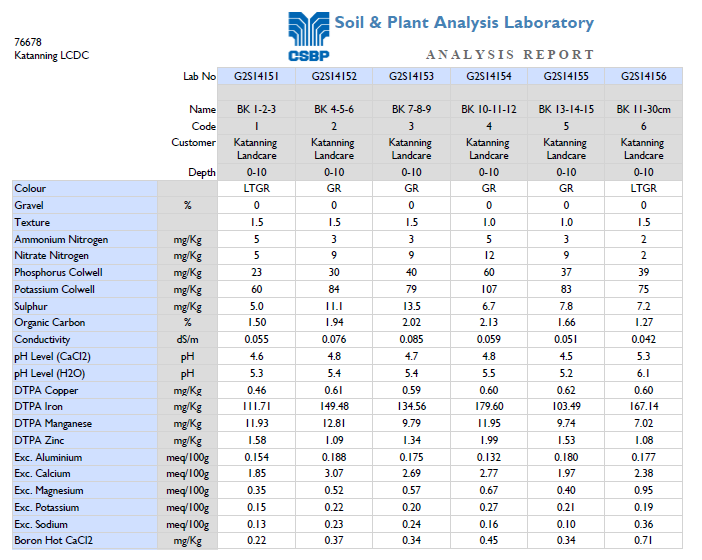 Soil & Plant Analysis Laboratory
76678
CSBP
Katanning LCDC
ANALYSIS REPORT
Lab No G2S14151 G2S14152 G2S14153 G2S14154 G2S14155 G2S14156
Name BK 1-2-3 BK 4-5-6 BK 7-8-9 BK 10-11-12 BK 13-14-15 BK 11-30cm
Code 1 2 3 4 5 6
Customer Katanning Katanning Katanning Katanning Katanning Katanning
Landcare Landcare Landcare Landcare Landcare Landcare
Depth 0-10 0-10 0-10 0-10 0-10 0-10
Colour LTGR GR GR GR GR LTGR
Gravel % 0 0 0 0 0 0
Texture 1.5 1.5 1.5 1.0 1.0 1.5
Ammonium Nitrogen mg/Kg 5 3 3 5 3 2
Nitrate Nitrogen mg/Kg 5 9 9 12 9 2
Phosphorus Colwell mg/Kg 23 30 40 60 37 39
Potassium Colwell mg/Kg 60 84 79 107 83 75
Sulphur mg/Kg 5.0 11.1 13.5 6.7 7.8 7.2
Organic Carbon % 1.50 1.94 2.02 2.13 1.66 1.27
Conductivity dS/m 0.055 0.076 0.085 0.059 0.051 0.042
pH Level (CaCl2) pH 4.6 4.8 4.7 4.8 4.5 5.3
pH Level (H2O) pH 5.3 5.4 5.4 5.5 5.2 6.1
DTPA Copper mg/Kg 0.46 0.61 0.59 0.60 0.62 0.60
DTPA Iron mg/Kg 111.71 149.48 134.56 179.60 103.49 167.14
DTPA Manganese mg/Kg 11.93 12.81 9.79 11.95 9.74 7.02
DTPA Zinc mg/Kg 1.58 1.09 1.34 1.99 1.53 1.08
Exc. Aluminium meq/100g 0.154 0.188 0.175 0.132 0.180 0.177
Exc. Calcium meq/100g 1.85 3.07 2.69 2.77 1.97 2.38
Exc. Magnesium meq/100g 0.35 0.52 0.57 0.67 0.40 0.95
Exc. Potassium meq/100g 0.15 0.22 0.20 0.27 0.21 0.19
Exc. Sodium meq/100g 0.13 0.23 0.24 0.16 0.10 0.36
Boron Hot CaCl2 mg/Kg 0.22 0.37 0.34 0.45 0.34 0.71